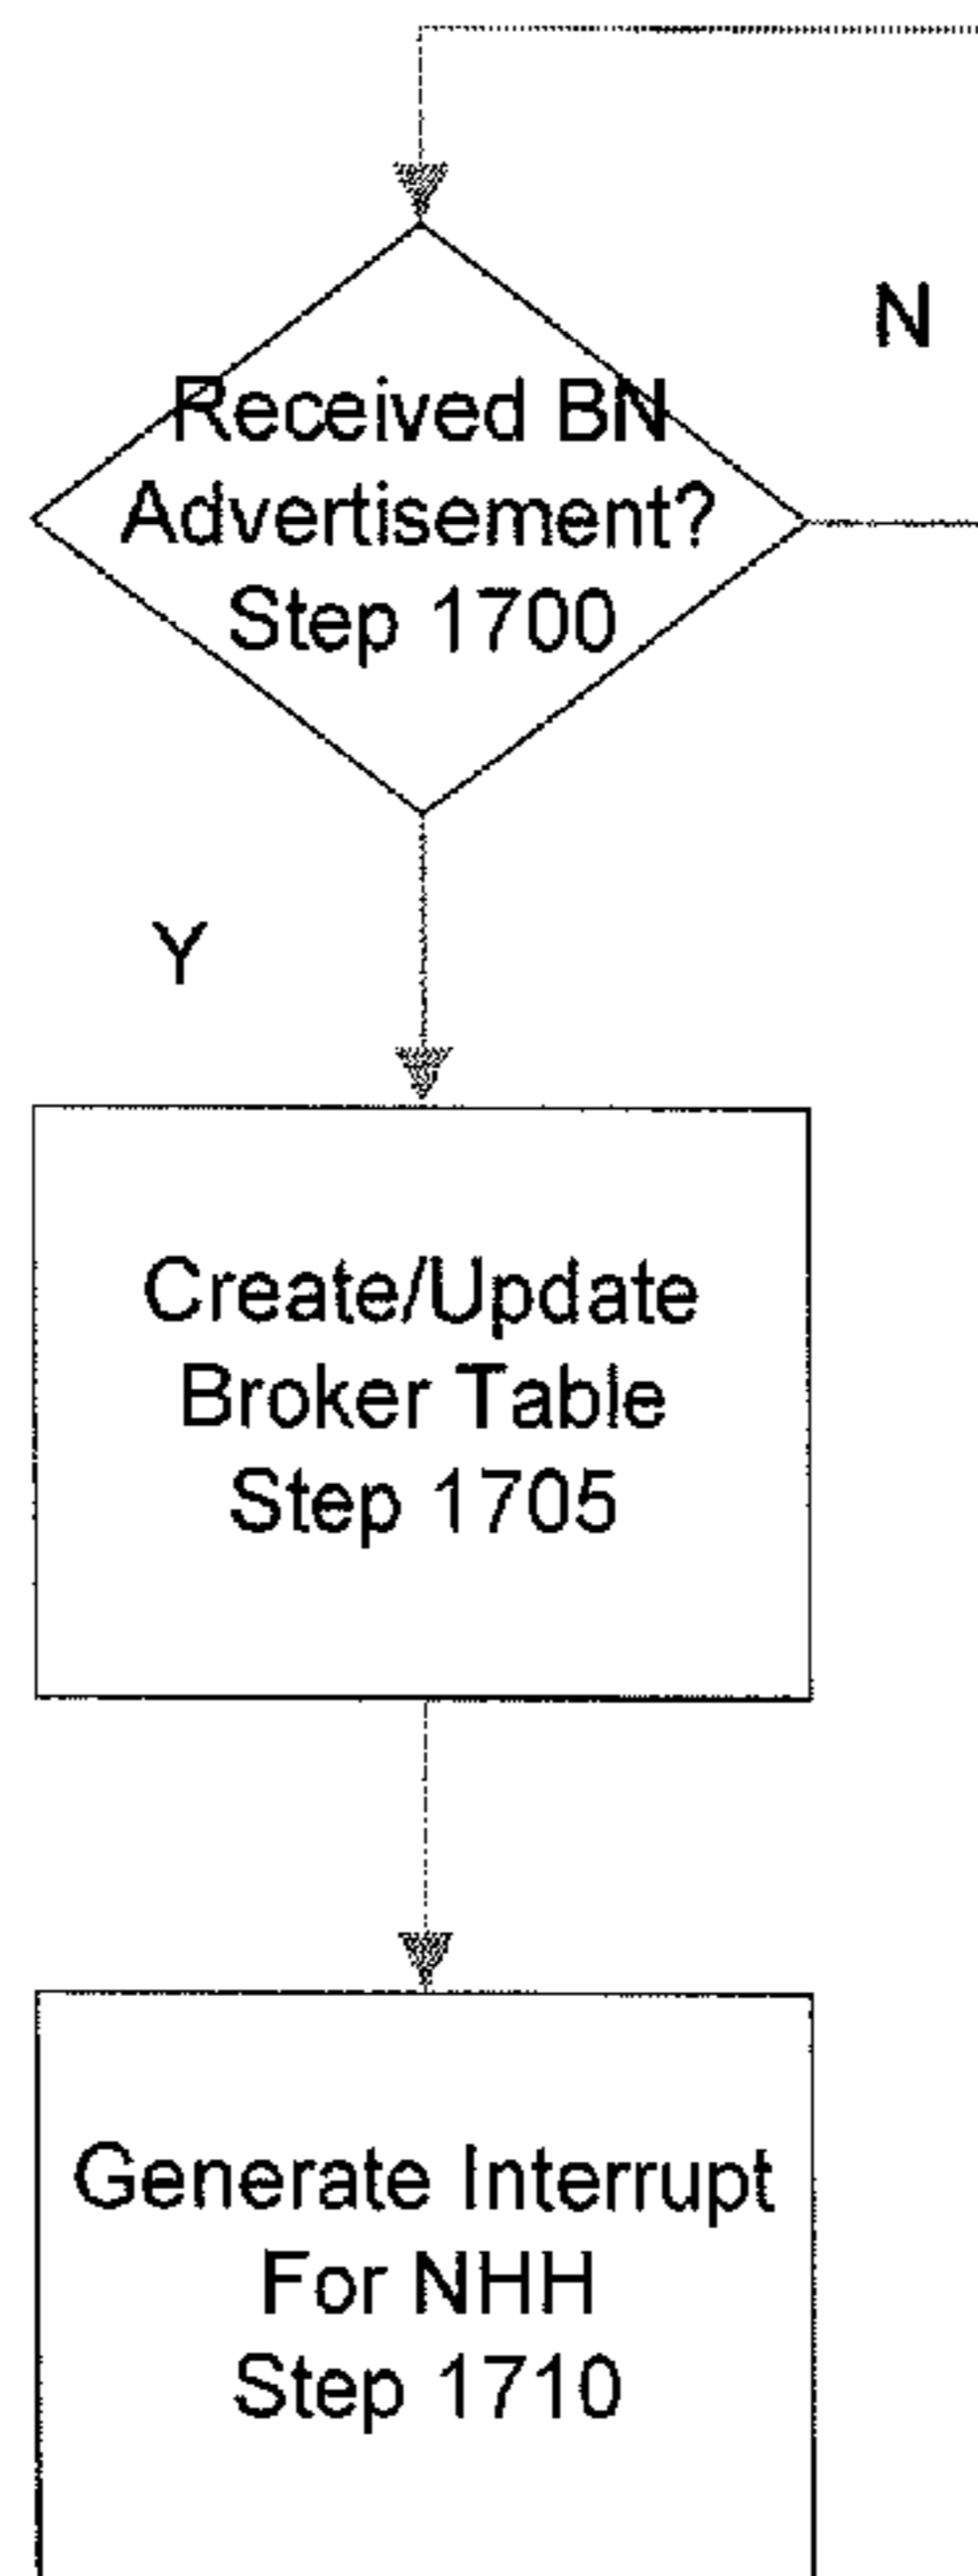 N
Received BN
Advertisement?
Step 1700
Y
Create/Update
Broker Table
Step 1705
Generate Interrupt
For NHH
Step 1710